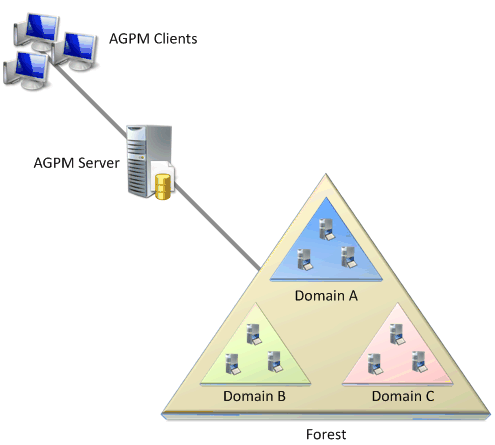 AGPM Clients
AGPM Server
Domain A
Domain B
Domain C
Forest